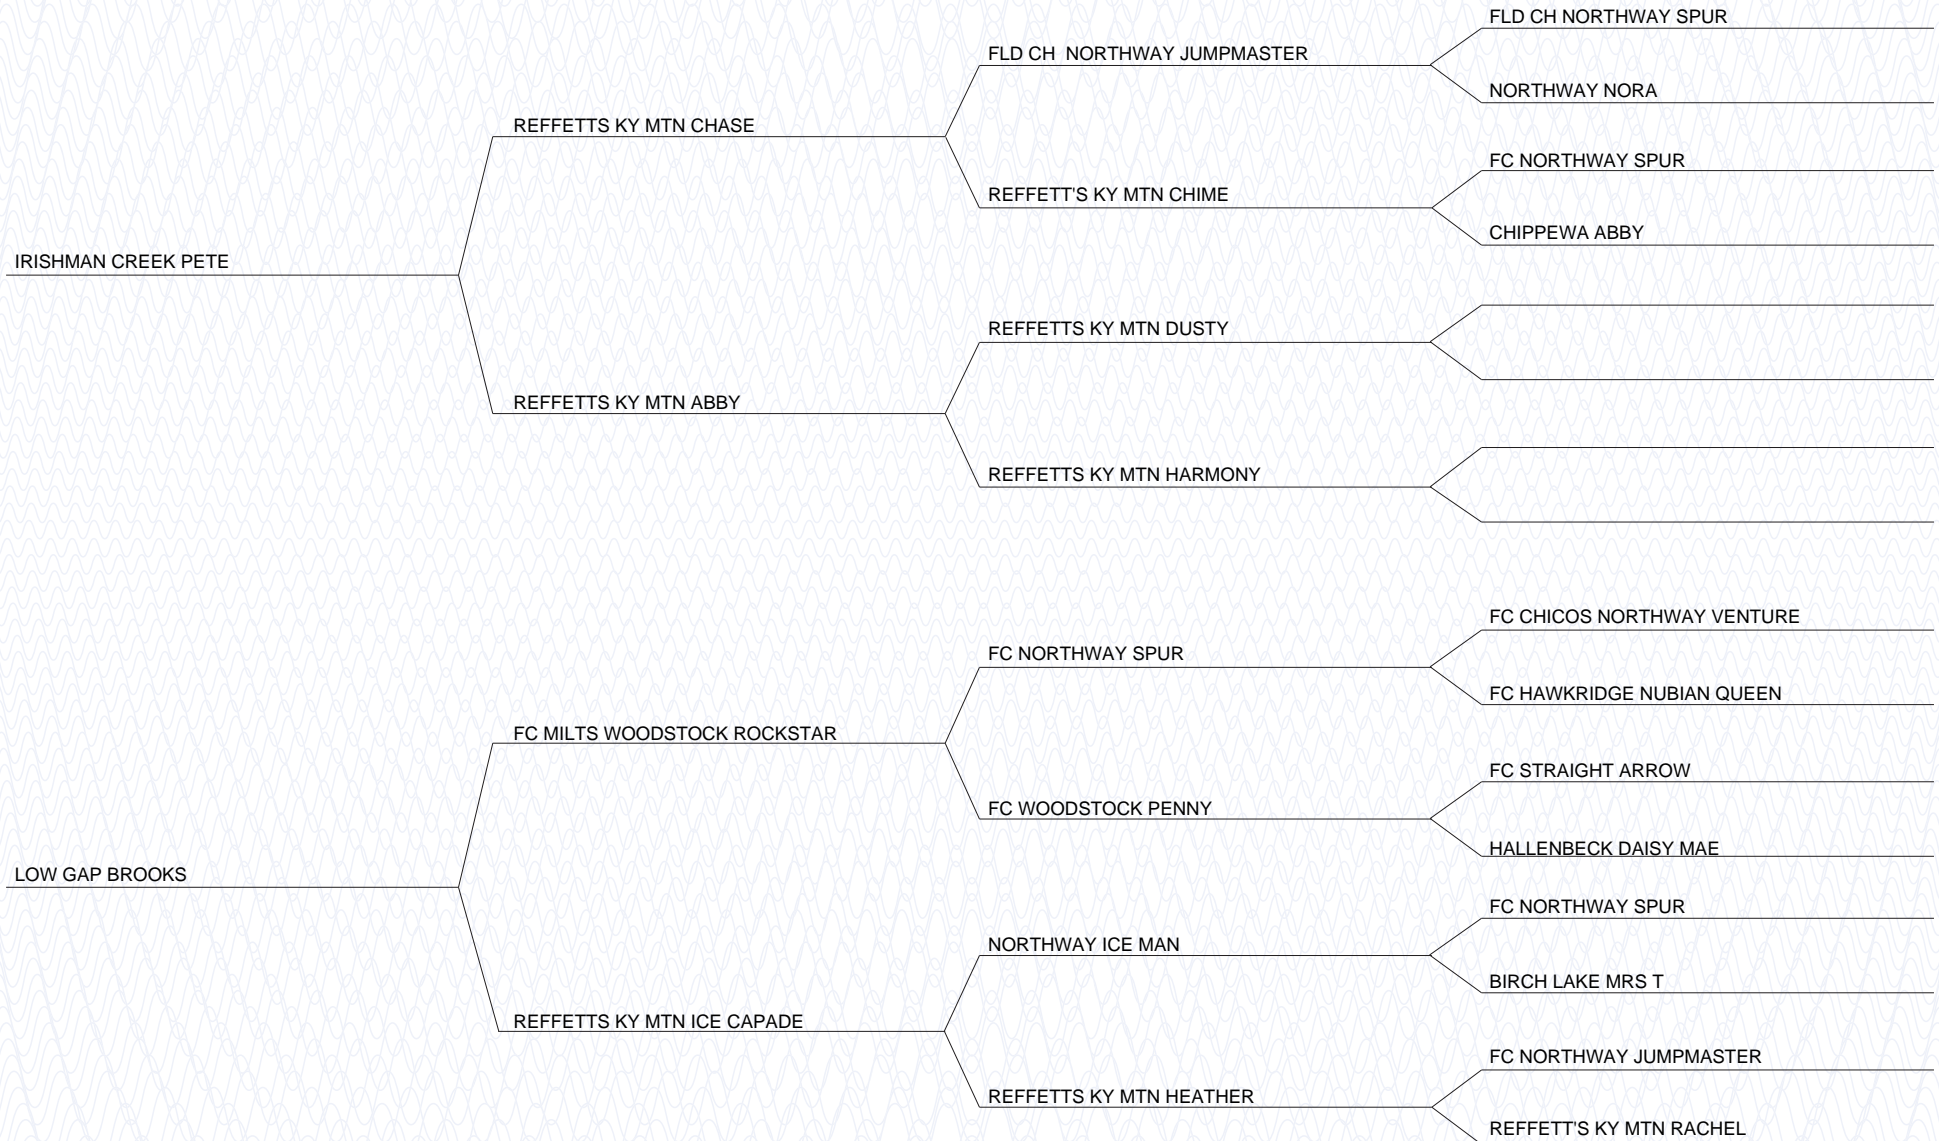 FLD CH NORTHWAY SPUR
FLD CH  NORTHWAY JUMPMASTER
NORTHWAY NORA
REFFETTS KY MTN CHASE
FC NORTHWAY SPUR
REFFETT'S KY MTN CHIME
CHIPPEWA ABBY
IRISHMAN CREEK PETE
REFFETTS KY MTN DUSTY
REFFETTS KY MTN ABBY
REFFETTS KY MTN HARMONY
FC CHICOS NORTHWAY VENTURE
FC NORTHWAY SPUR
FC HAWKRIDGE NUBIAN QUEEN
FC MILTS WOODSTOCK ROCKSTAR
FC STRAIGHT ARROW
FC WOODSTOCK PENNY
HALLENBECK DAISY MAE
LOW GAP BROOKS
FC NORTHWAY SPUR
NORTHWAY ICE MAN
BIRCH LAKE MRS T
REFFETTS KY MTN ICE CAPADE
FC NORTHWAY JUMPMASTER
REFFETTS KY MTN HEATHER
REFFETT'S KY MTN RACHEL